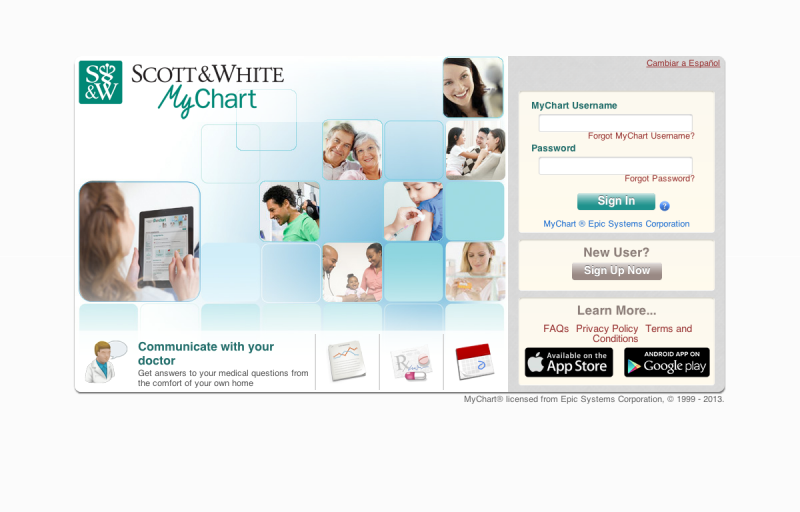 Cambiar a Español
S&W
SCOTT & WHITE
MyChart
MyChart Username
Forgot MyChart Username?
Password
Forgot Password?
Sign In
?
MyChart ® Epic Systems Corporation
New User?
Sign Up Now
Learn More...
FAQs Privacy Policy Terms and
Conditions
Available on the
App Store
ANDROID APP ON
Google play
Communicate with your
doctor
Get answers to your medical questions from
the comfort of your own home
Rx
MyChart® licensed from Epic Systems Corporation, © 1999 - 2013.